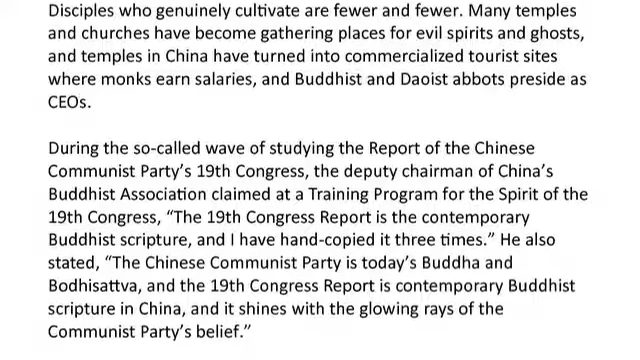 Disciples who genuinely cultivate are fewer and fewer. Many temples
and churches have become gathering places for evil spirits and ghosts,
and temples in China have turned into commercialized tourist sites
where monks earn salaries, and Buddhist and Daoist abbots preside as
CEOs.
During the so-called wave of studying the Report of the Chinese
Communist Party’s 19th Congress, the deputy chairman of China’s
Buddhist Association claimed at a Training Program for the Spirit of the
19th Congress, “The 19th Congress Report is the contemporary
Buddhist scripture, and I have hand-copied it three times.” He also
stated, “The Chinese Communist Party is today’s Buddha and
Bodhisattva, and the 19th Congress Report is contemporary Buddhist
scripture in China, and it shines with the glowing rays of the
Communist Party’s belief.”